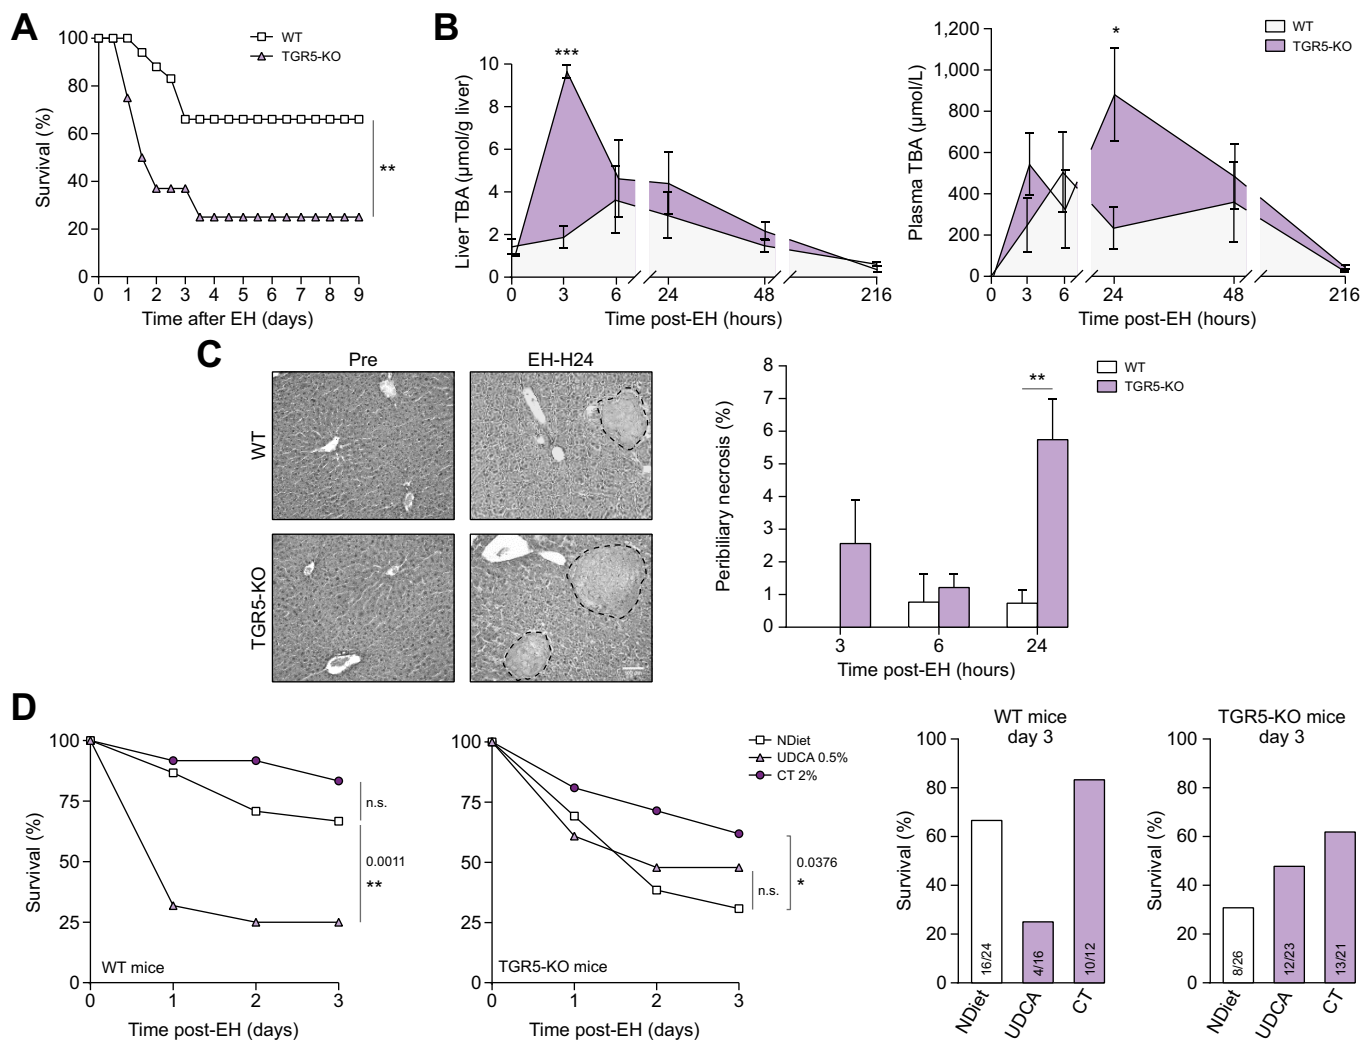 A
WT
TGR5-KO
100
80
60
40
20
0
Survival (%)
**
0 1 2 3 4 5 6 7 8 9
Time after EH (days)
B
***
10
8
6
4
2
0
Liver TBA (µmol/g liver)
0 3 6 24 48 216
Time post-EH (hours)
WT
TGR5-KO
*
1,200
1,000
800
600
400
200
0
Plasma TBA (µmol/L)
0 3 6 24 48 216
Time post-EH (hours)
C
Pre EH-H24
WT
TGR5-KO
WT
TGR5-KO
**
8
7
6
5
4
3
2
1
0
Peribiliary necrosis (%)
3 6 24
Time post-EH (hours)
D
100
75
50
25
0
Survival (%)
n.s.
0.0011
**
WT mice
0 1 2 3
Time post-EH (days)
NDiet
UDCA 0.5%
CT 2%
100
75
50
25
0
Survival (%)
0.0376
*
n.s.
TGR5-KO mice
0 1 2 3
Time post-EH (days)
WT mice
day 3
100
80
60
40
20
0
Survival (%)
16/24 4/16 10/12
NDiet UDCA CT
TGR5-KO mice
day 3
100
80
60
40
20
0
Survival (%)
8/26 12/23 13/21
NDiet UDCA CT